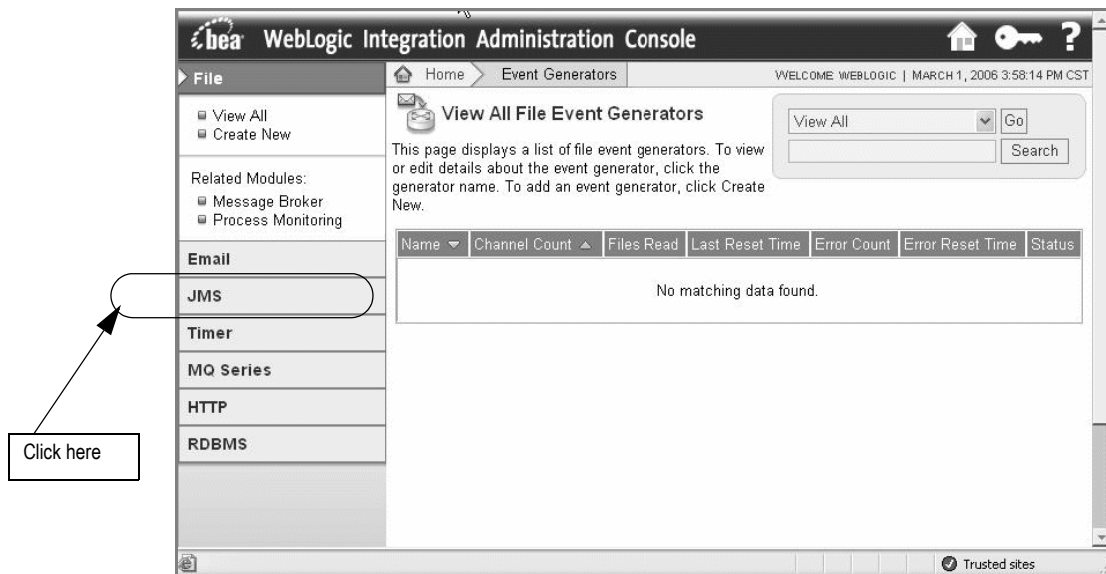 bea WebLogic Integration Administration Console ?
File
View All
Create New
Related Modules:
Message Broker
Process Monitoring
Email
JMS
Timer
MQ Series
HTTP
RDBMS
Click here
Home Event Generators
WELCOME WEBLOGIC | MARCH 1, 2006 3:58:14 PM CST
View All File Event Generators
This page displays a list of file event generators. To view
or edit details about the event generator, click the
generator name. To add an event generator, click Create
New.
View All Go
Search
Name Channel Count Files Read Last Reset Time Error Count Error Reset Time Status
No matching data found.
Trusted sites